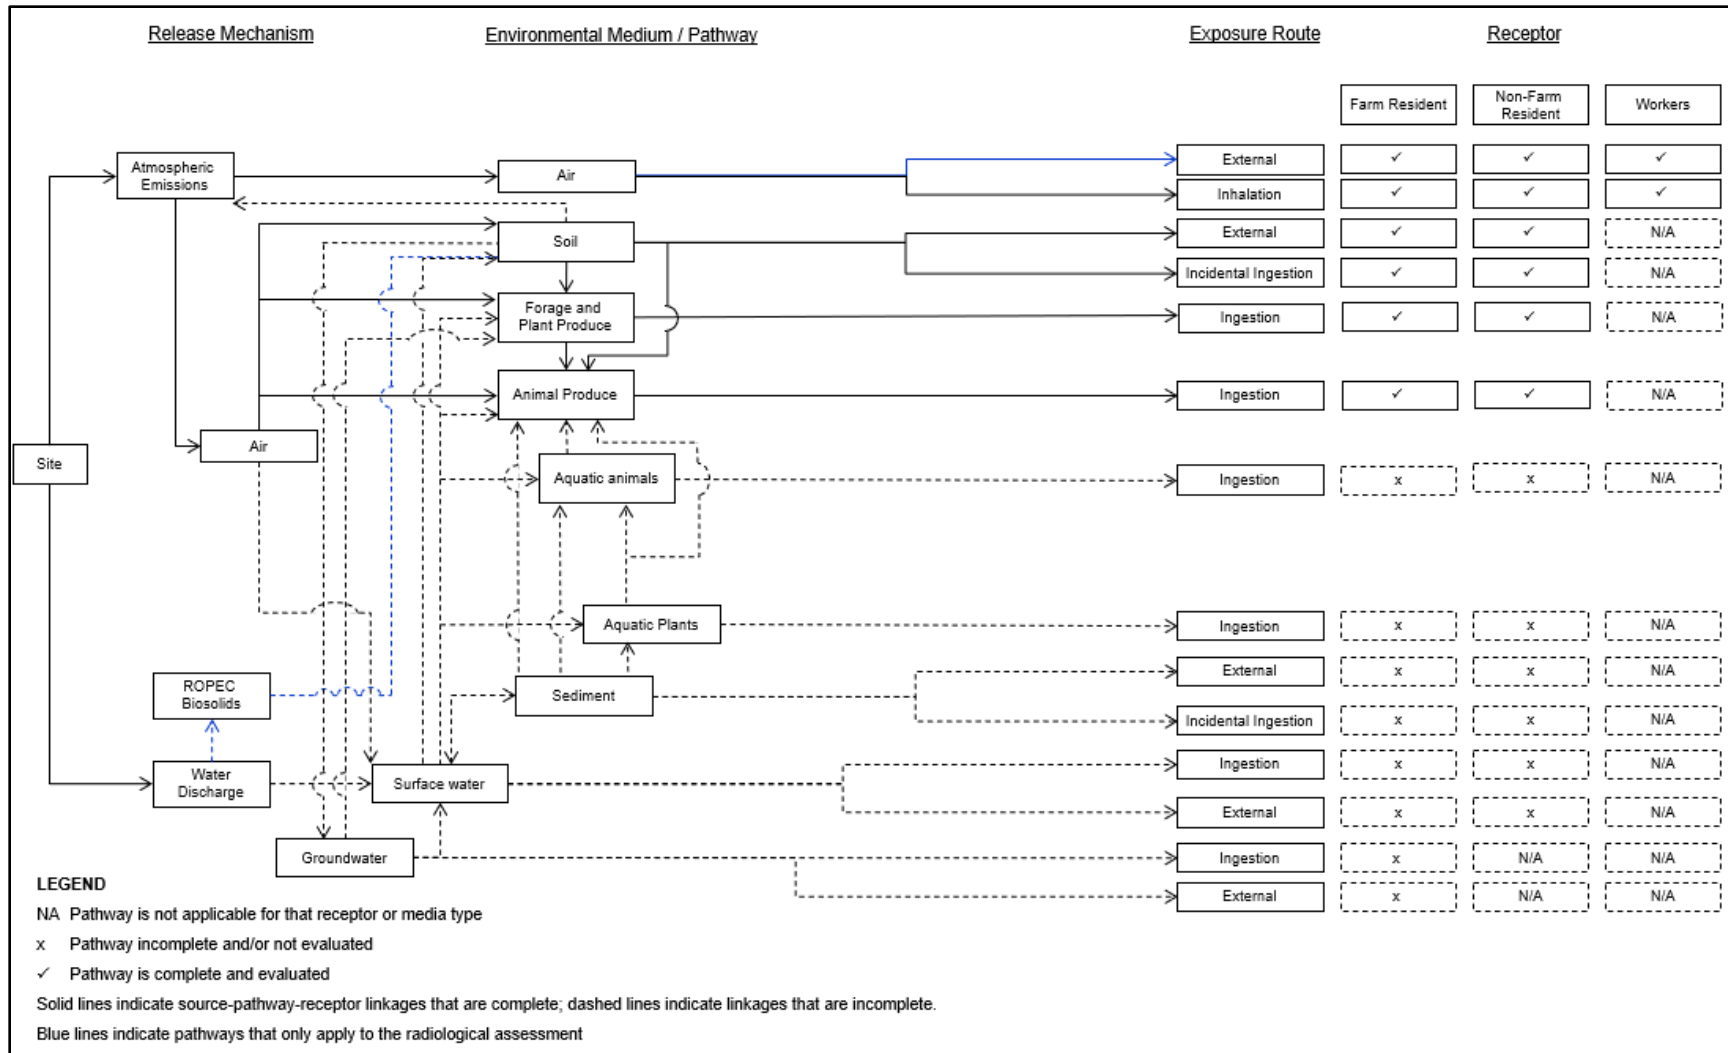 Release Mechanism
Environmental Medium / Pathway
Exposure Route
Receptor
Farm Resident
Non-Farm
Resident
Workers
Atmospheric
Emissions
Air
External
✓
✓
✓
Inhalation
✓
✓
✓
Soil
External
✓
✓
N/A
Incidental Ingestion
✓
✓
N/A
Forage and
Plant Produce
Ingestion
✓
✓
N/A
Animal Produce
Ingestion
✓
✓
N/A
Air
Site
Aquatic animals
Ingestion
x
x
N/A
Aquatic Plants
Ingestion
x
x
N/A
ROPEC
Biosolids
Sediment
External
x
x
N/A
Incidental Ingestion
x
x
N/A
Water
Discharge
Surface water
Ingestion
x
x
N/A
External
x
x
N/A
Groundwater
Ingestion
x
N/A
N/A
External
x
N/A
N/A
LEGEND
NA Pathway is not applicable for that receptor or media type
x Pathway incomplete and/or not evaluated
✓ Pathway is complete and evaluated
Solid lines indicate source-pathway-receptor linkages that are complete; dashed lines indicate linkages that are incomplete.
Blue lines indicate pathways that only apply to the radiological assessment